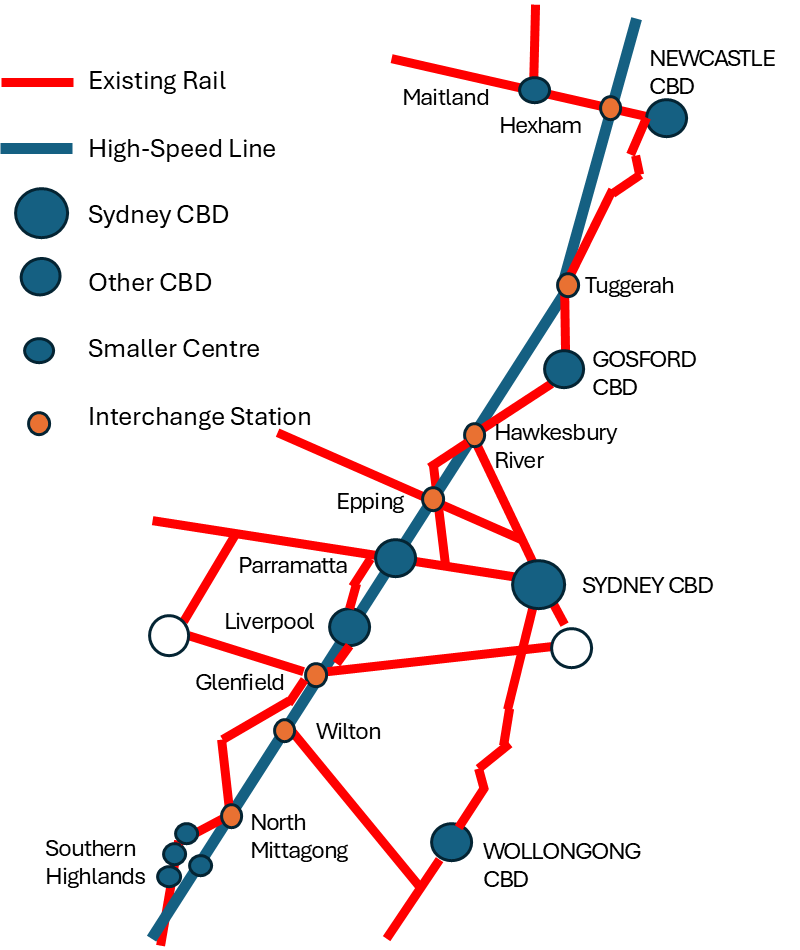 Existing Rail
High-Speed Line
Sydney CBD
Other CBD
Smaller Centre
Interchange Station
NEWCASTLE
CBD
Maitland
Hexham
Tuggerah
GOSFORD
CBD
Hawkesbury
River
Epping
Parramatta
SYDNEY CBD
Liverpool
Glenfield
Wilton
North
Mittagong
Southern
Highlands
WOLLONGONG
CBD